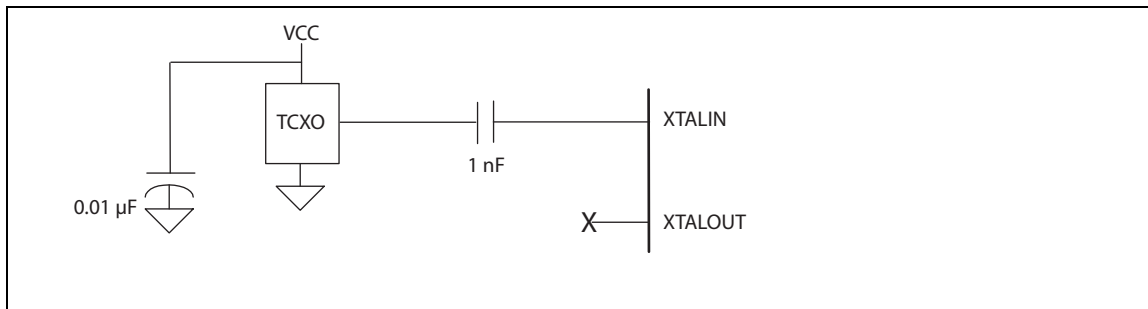 VCC
TCXO
XTALIN
1 nF
0.01 µF
X
XTALOUT